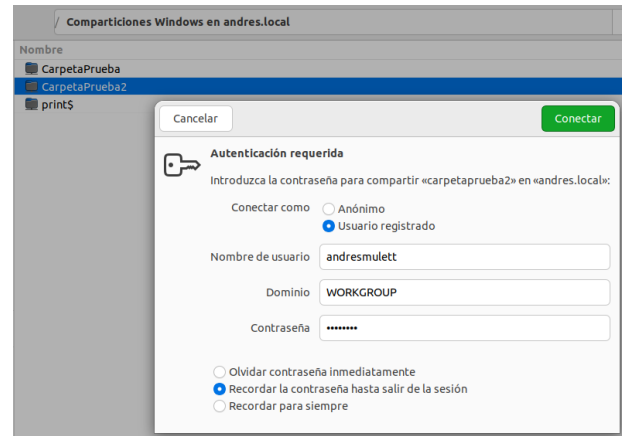 / Comparticiones Windows en andres.local
Nombre
CarpetaPrueba
CarpetaPrueba2
print$
Cancelar
Conectar
Autenticación requerida
Introduzca la contraseña para compartir «carpetaprueba2» en «andres.local»:
Conectar como
Anónimo
Usuario registrado
Nombre de usuario andresmulett
Dominio WORKGROUP
Contraseña ••••••••
Olvidar contraseña inmediatamente
Recordar la contraseña hasta salir de la sesión
Recordar para siempre